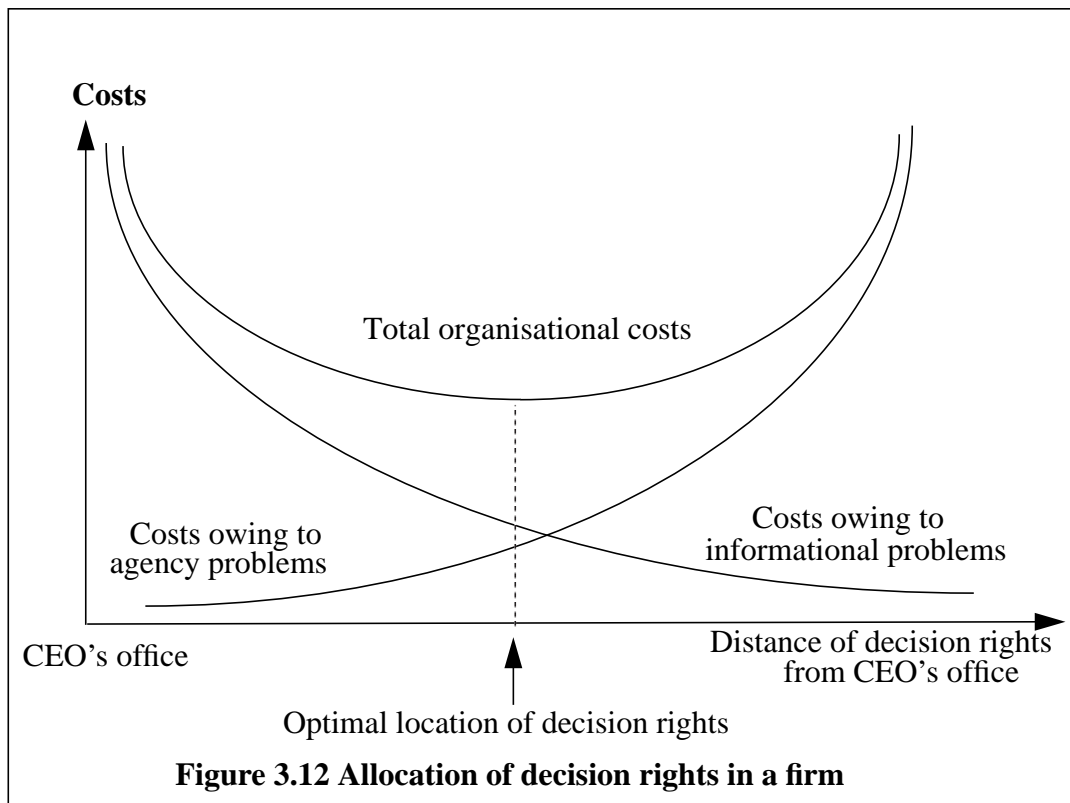 Costs
Total organisational costs
Costs owing to
agency problems
Costs owing to
informational problems
CEO’s office
Distance of decision rights
from CEO’s office
Optimal location of decision rights
Figure 3.12 Allocation of decision rights in a firm